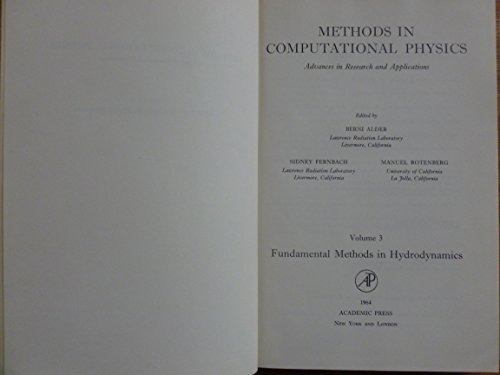 METHODS IN
COMPUTATIONAL PHYSICS
Advances in Research and Applications
Edited by
BERNI ALDER
Lawrence Radiation Laboratory
Livermore, California
SIDNEY FERNBACH MANUEL ROTENBERG
Lawrence Radiation Laboratory University of California
Livermore, California La Jolla, California
Volume 3
Fundamental Methods in Hydrodynamics
AP
1964
ACADEMIC PRESS
NEW YORK AND LONDON